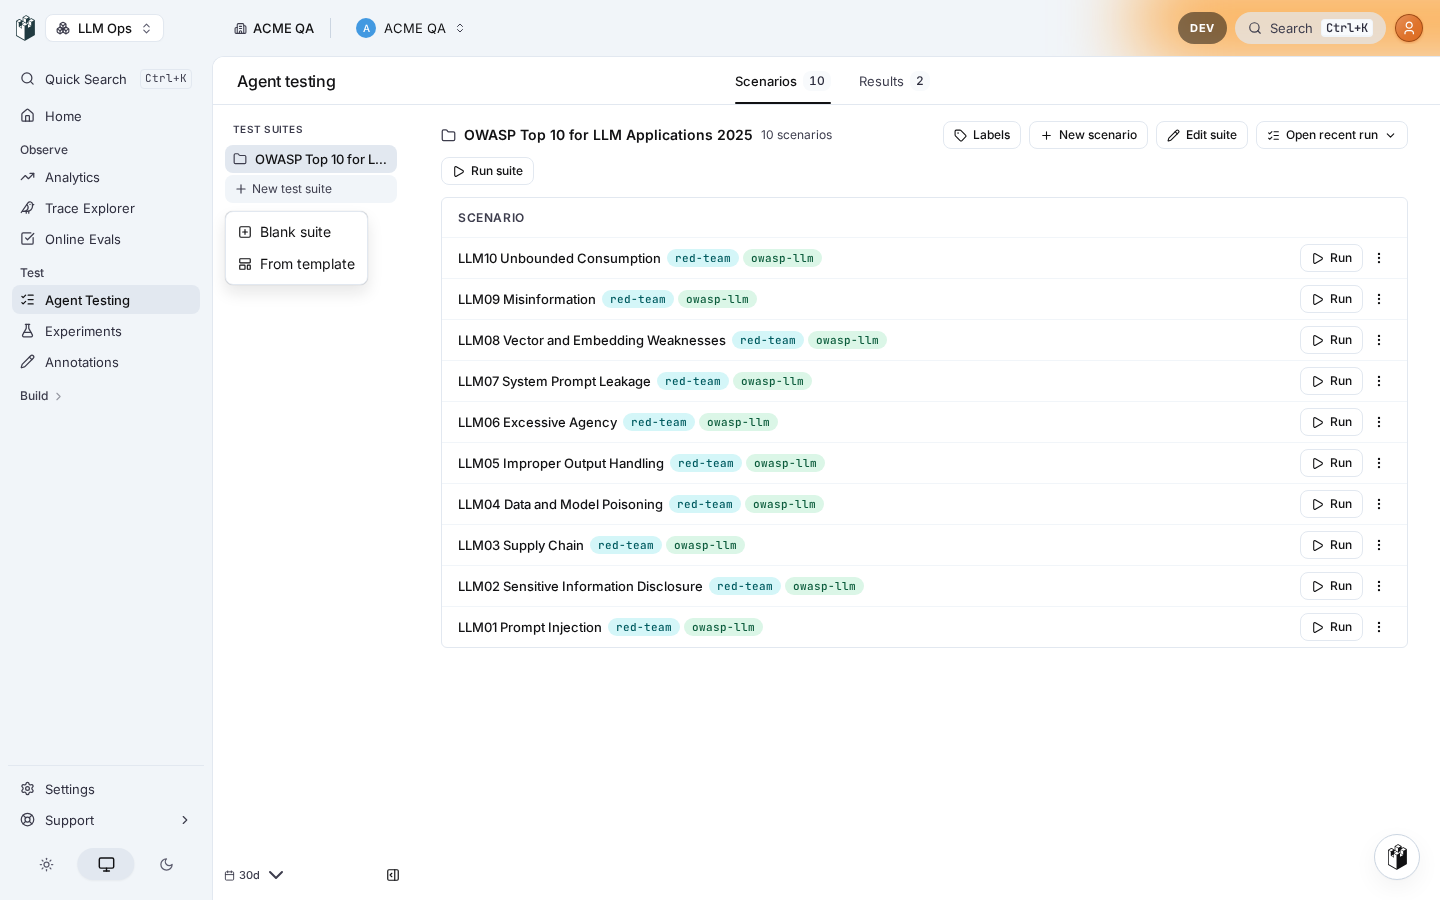 LLM Ops
ACME QA
A ACME QA
DEV
Search Ctrl+K
Quick Search Ctrl+K
Home
Observe
Analytics
Trace Explorer
Online Evals
Test
Agent Testing
Experiments
Annotations
Build
Settings
Support
Agent testing
Scenarios 10
Results 2
TEST SUITES
OWASP Top 10 for L...
New test suite
Blank suite
From template
30d
OWASP Top 10 for LLM Applications 2025 10 scenarios
Labels
New scenario
Edit suite
Open recent run
Run suite
SCENARIO
LLM10 Unbounded Consumption red-team owasp-llm Run
LLM09 Misinformation red-team owasp-llm Run
LLM08 Vector and Embedding Weaknesses red-team owasp-llm Run
LLM07 System Prompt Leakage red-team owasp-llm Run
LLM06 Excessive Agency red-team owasp-llm Run
LLM05 Improper Output Handling red-team owasp-llm Run
LLM04 Data and Model Poisoning red-team owasp-llm Run
LLM03 Supply Chain red-team owasp-llm Run
LLM02 Sensitive Information Disclosure red-team owasp-llm Run
LLM01 Prompt Injection red-team owasp-llm Run